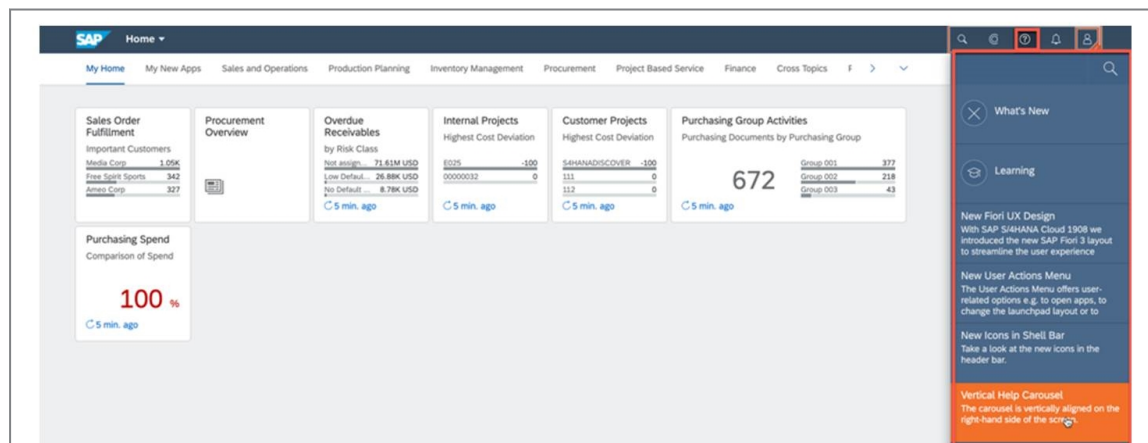 SAP Home
My Home My New Apps Sales and Operations Production Planning Inventory Management Procurement Project Based Service Finance Cross Topics
Sales Order
Fulfillment
Important Customers
Media Corp 1.05K
Free Spirit Sports 342
Ameo Corp 327
Procurement
Overview
Overdue
Receivables
by Risk Class
Not assign... 71.61M USD
Low Defaul... 26.88K USD
No Default ... 8.78K USD
5 min. ago
Internal Projects
Highest Cost Deviation
E025 -100
00000032 0
5 min. ago
Customer Projects
Highest Cost Deviation
S4HANADISCOVER -100
111 0
112 0
5 min. ago
Purchasing Group Activities
Purchasing Documents by Purchasing Group
672
Group 001 377
Group 002 218
Group 003 43
5 min. ago
Purchasing Spend
Comparison of Spend
100 %
5 min. ago
What's New
Learning
New Fiori UX Design
With SAP S/4HANA Cloud 1908 we
introduced the new SAP Fiori 3 layout
to streamline the user experience
New User Actions Menu
The User Actions Menu offers user-
related options e.g. to open apps, to
change the launchpad layout or to
New Icons in Shell Bar
Take a look at the new icons in the
header bar.
Vertical Help Carousel
The carousel is vertically aligned on the
right-hand side of the screen.